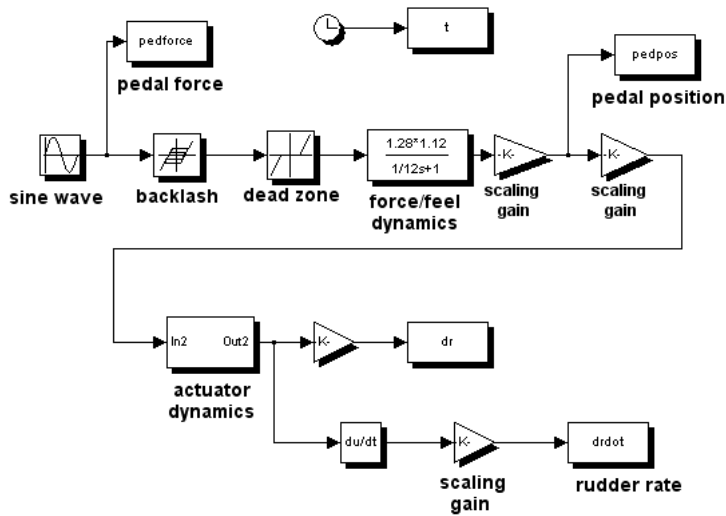 pedforce
pedal force
t
pedpos
pedal position
sine wave
backlash
dead zone
1.28*1.12
1/12s+1
force/feel
dynamics
-K-
scaling
gain
-K-
scaling
gain
In2 Out2
actuator
dynamics
K-
dr
du/dt
K-
scaling
gain
drdot
rudder rate